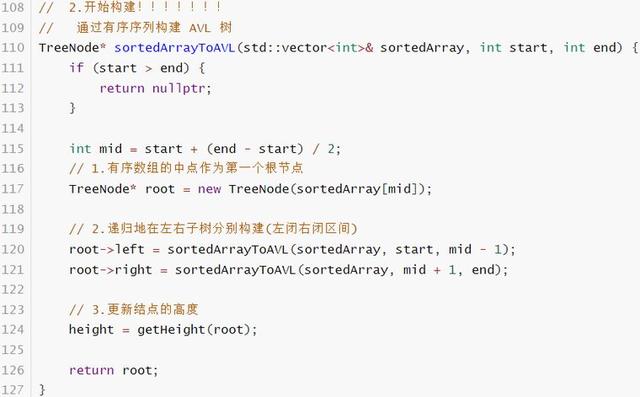 108 // 2.开始构建！！！！！！！
109 // 通过有序序列构建 AVL 树
110 TreeNode* sortedArrayToAVL(std::vector<int>& sortedArray, int start, int end) {
111     if (start > end) {
112         return nullptr;
113     }
114
115     int mid = start + (end - start) / 2;
116     // 1.有序数组的中点作为第一个根节点
117     TreeNode* root = new TreeNode(sortedArray[mid]);
118
119     // 2.递归地在左右子树分别构建(左闭右闭区间)
120     root->left = sortedArrayToAVL(sortedArray, start, mid - 1);
121     root->right = sortedArrayToAVL(sortedArray, mid + 1, end);
122
123     // 3.更新结点的高度
124     height = getHeight(root);
125
126     return root;
127 }